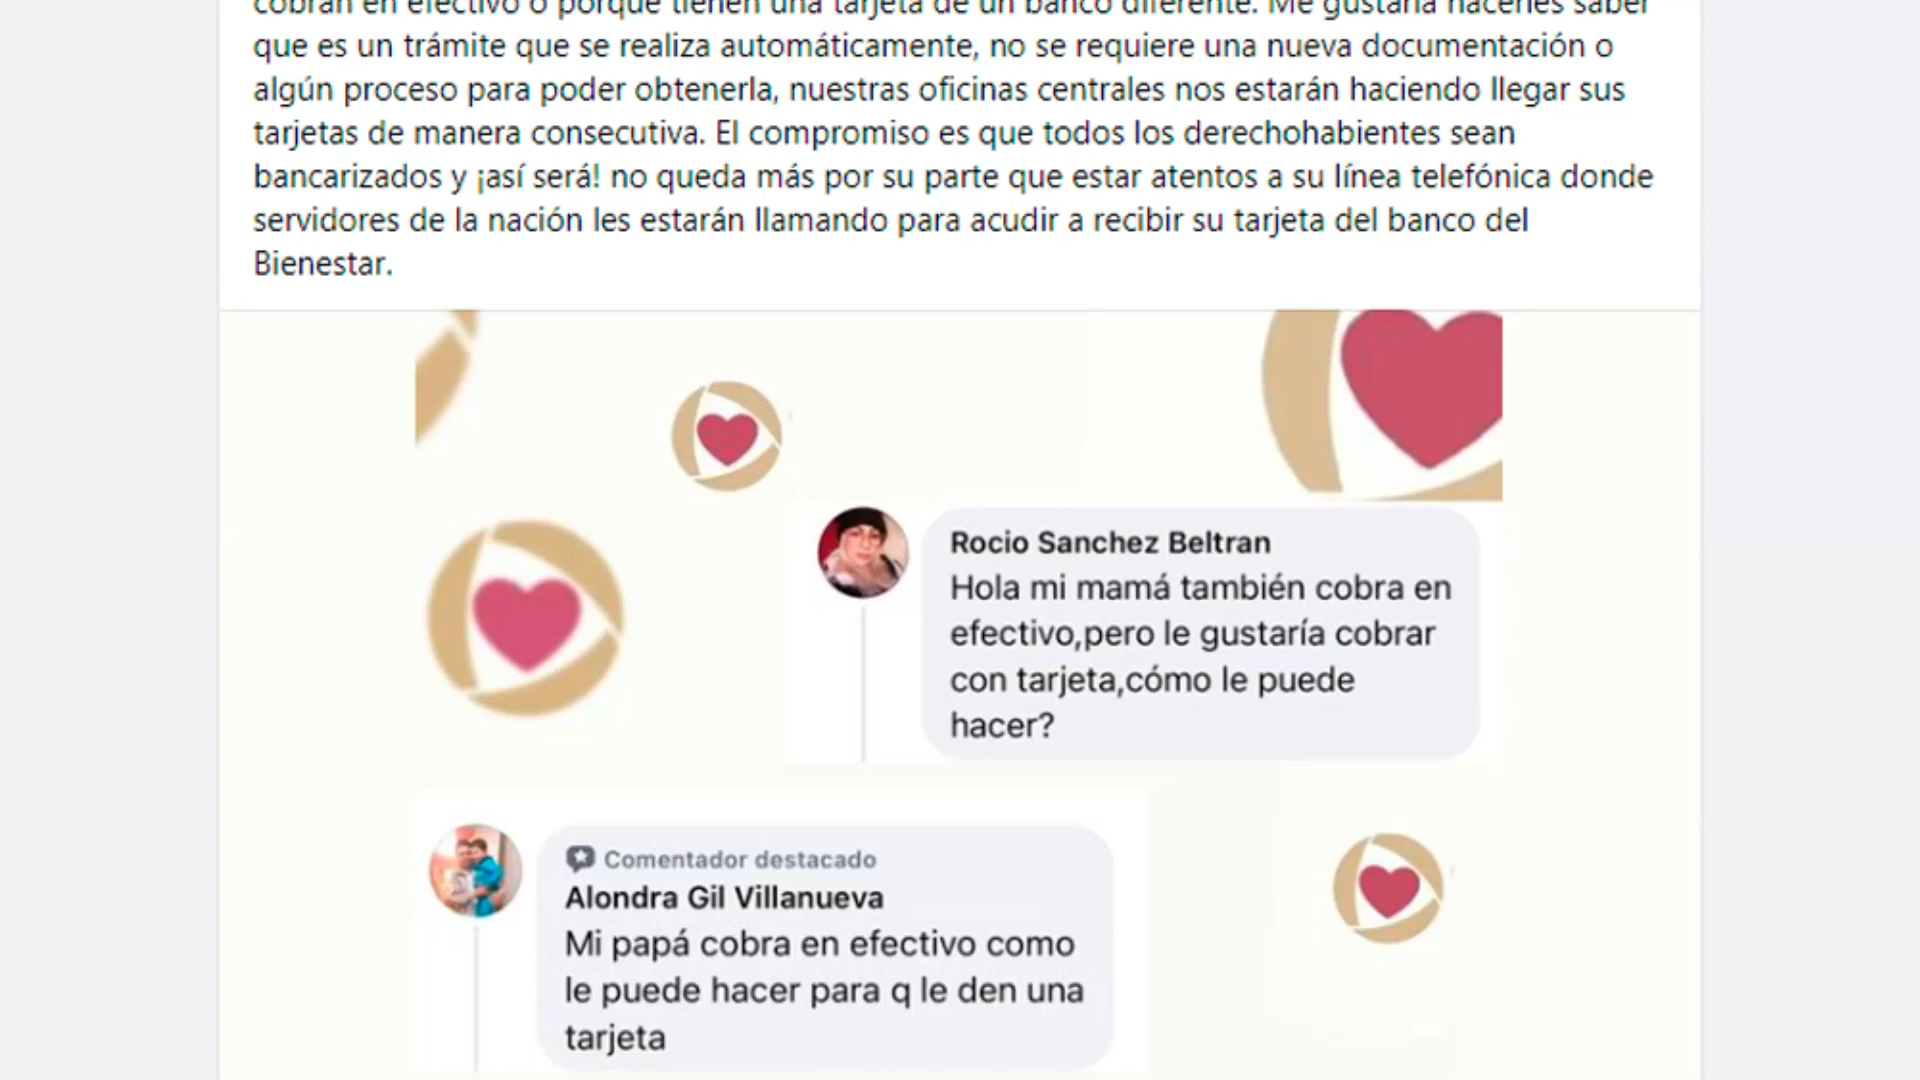 cobran en efectivo o porque tienen una tarjeta de un banco diferente. Me gustaría hacerles saber
que es un trámite que se realiza automáticamente, no se requiere una nueva documentación o
algún proceso para poder obtenerla, nuestras oficinas centrales nos estarán haciendo llegar sus
tarjetas de manera consecutiva. El compromiso es que todos los derechohabientes sean
bancarizados y ¡así será! no queda más por su parte que estar atentos a su línea telefónica donde
servidores de la nación les estarán llamando para acudir a recibir su tarjeta del banco del
Bienestar.
Rocio Sanchez Beltran
Hola mi mamá también cobra en
efectivo,pero le gustaría cobrar
con tarjeta,cómo le puede
hacer?
Comentador destacado
Alondra Gil Villanueva
Mi papá cobra en efectivo como
le puede hacer para q le den una
tarjeta